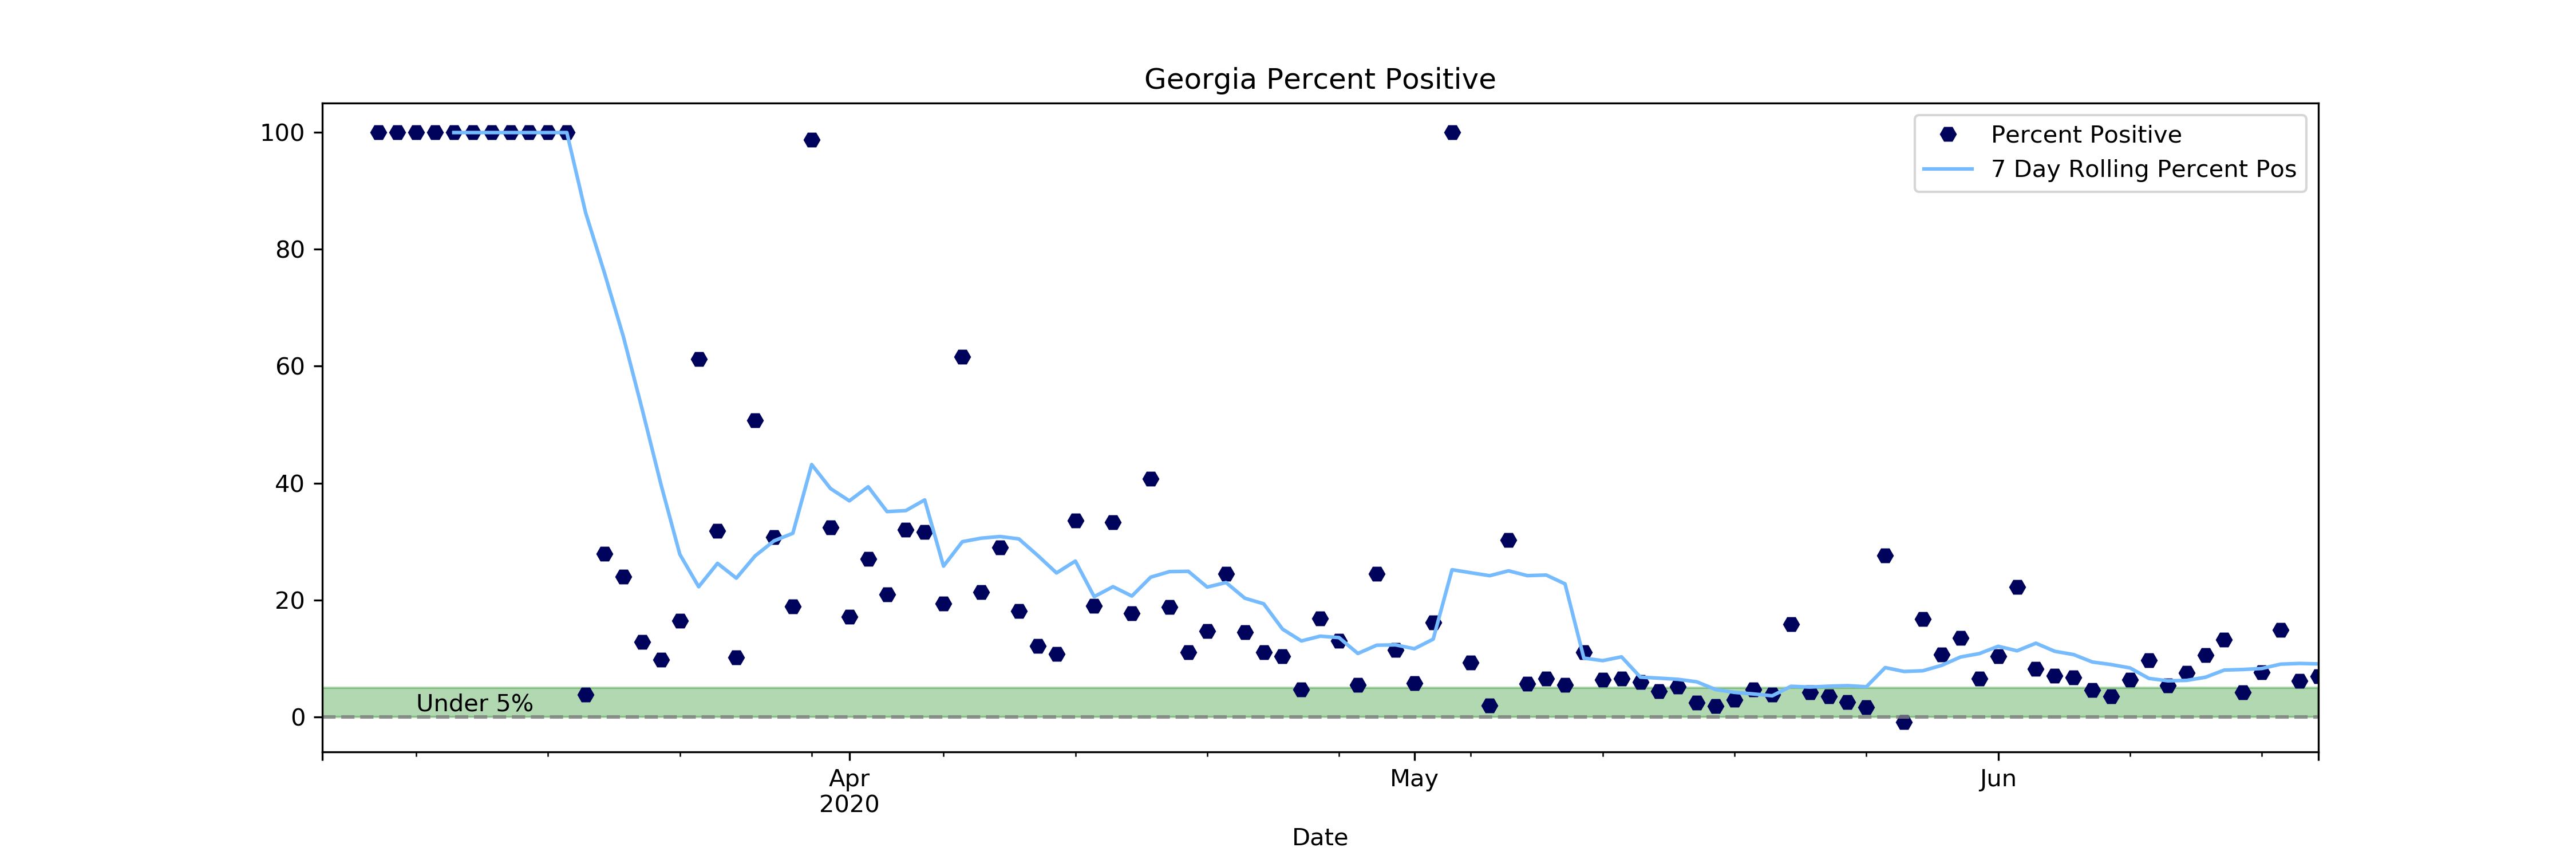 Georgia Percent Positive
100
80
60
40
20
0
Percent Positive
7 Day Rolling Percent Pos
Under 5%
Apr
2020
May
Jun
Date